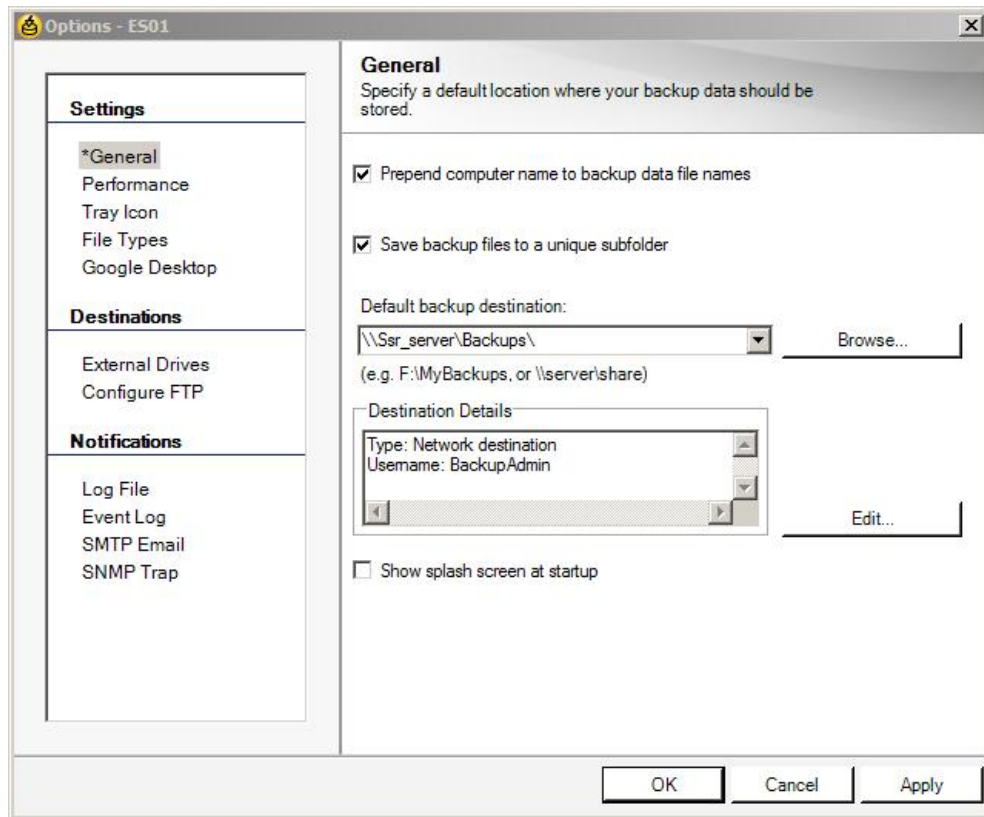 Options - ES01
Settings
*General
Performance
Tray Icon
File Types
Google Desktop
Destinations
External Drives
Configure FTP
Notifications
Log File
Event Log
SMTP Email
SNMP Trap
General
Specify a default location where your backup data should be
stored.
Prepend computer name to backup data file names
Save backup files to a unique subfolder
Default backup destination:
\\Ssr_server\Backups\
Browse...
(e.g. F:\MyBackups, or \\server\share)
Destination Details
Type: Network destination
Username: BackupAdmin
Edit...
Show splash screen at startup
OK Cancel Apply